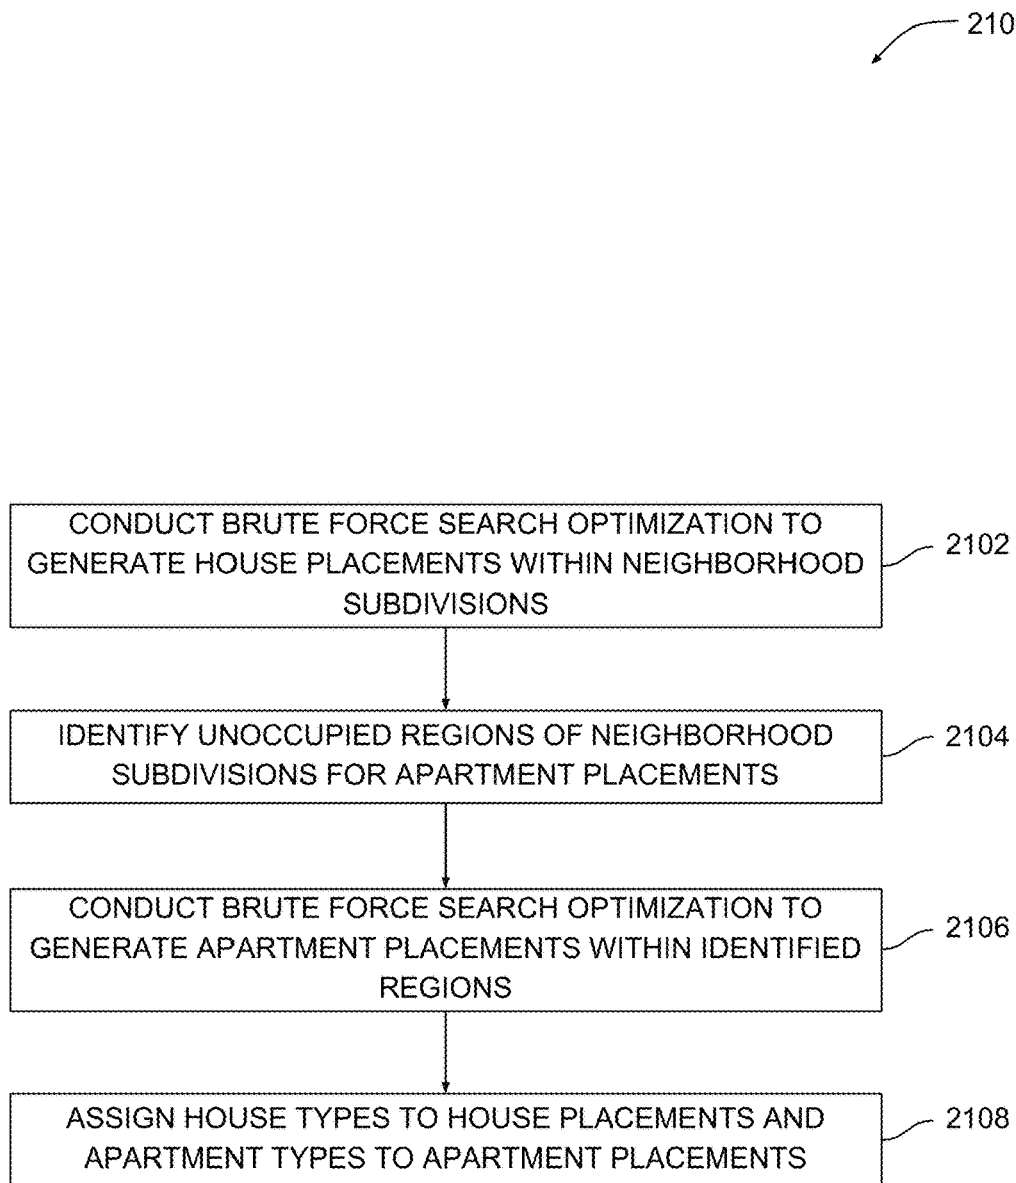 210
CONDUCT BRUTE FORCE SEARCH OPTIMIZATION TO
GENERATE HOUSE PLACEMENTS WITHIN NEIGHBORHOOD
SUBDIVISIONS
2102
IDENTIFY UNOCCUPIED REGIONS OF NEIGHBORHOOD
SUBDIVISIONS FOR APARTMENT PLACEMENTS
2104
CONDUCT BRUTE FORCE SEARCH OPTIMIZATION TO
GENERATE APARTMENT PLACEMENTS WITHIN IDENTIFIED
REGIONS
2106
ASSIGN HOUSE TYPES TO HOUSE PLACEMENTS AND
APARTMENT TYPES TO APARTMENT PLACEMENTS
2108